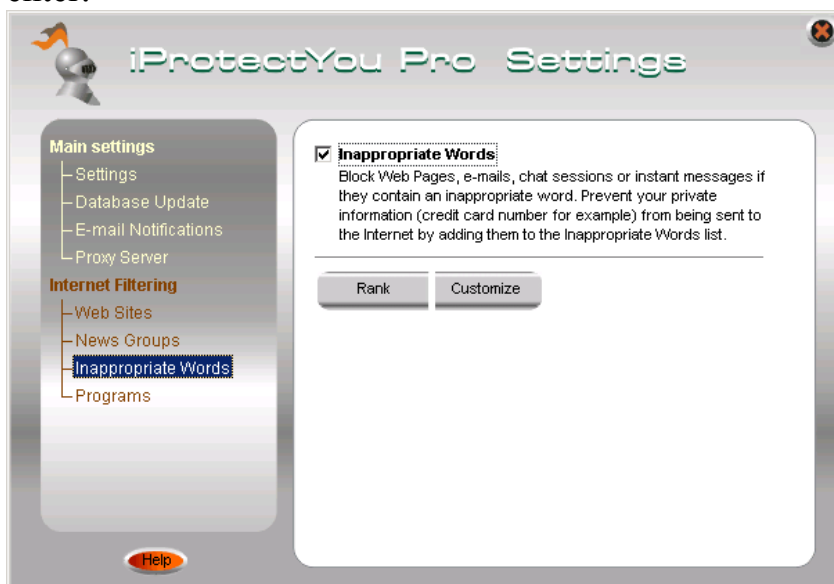 enter.
iProtectYou Pro Settings
Main settings
Settings
Database Update
E-mail Notifications
Proxy Server
Internet Filtering
Web Sites
News Groups
Inappropriate Words
Programs
Help
Inappropriate Words
Block Web Pages, e-mails, chat sessions or instant messages if
they contain an inappropriate word. Prevent your private
information (credit card number for example) from being sent to
the Internet by adding them to the Inappropriate Words list.
Rank
Customize